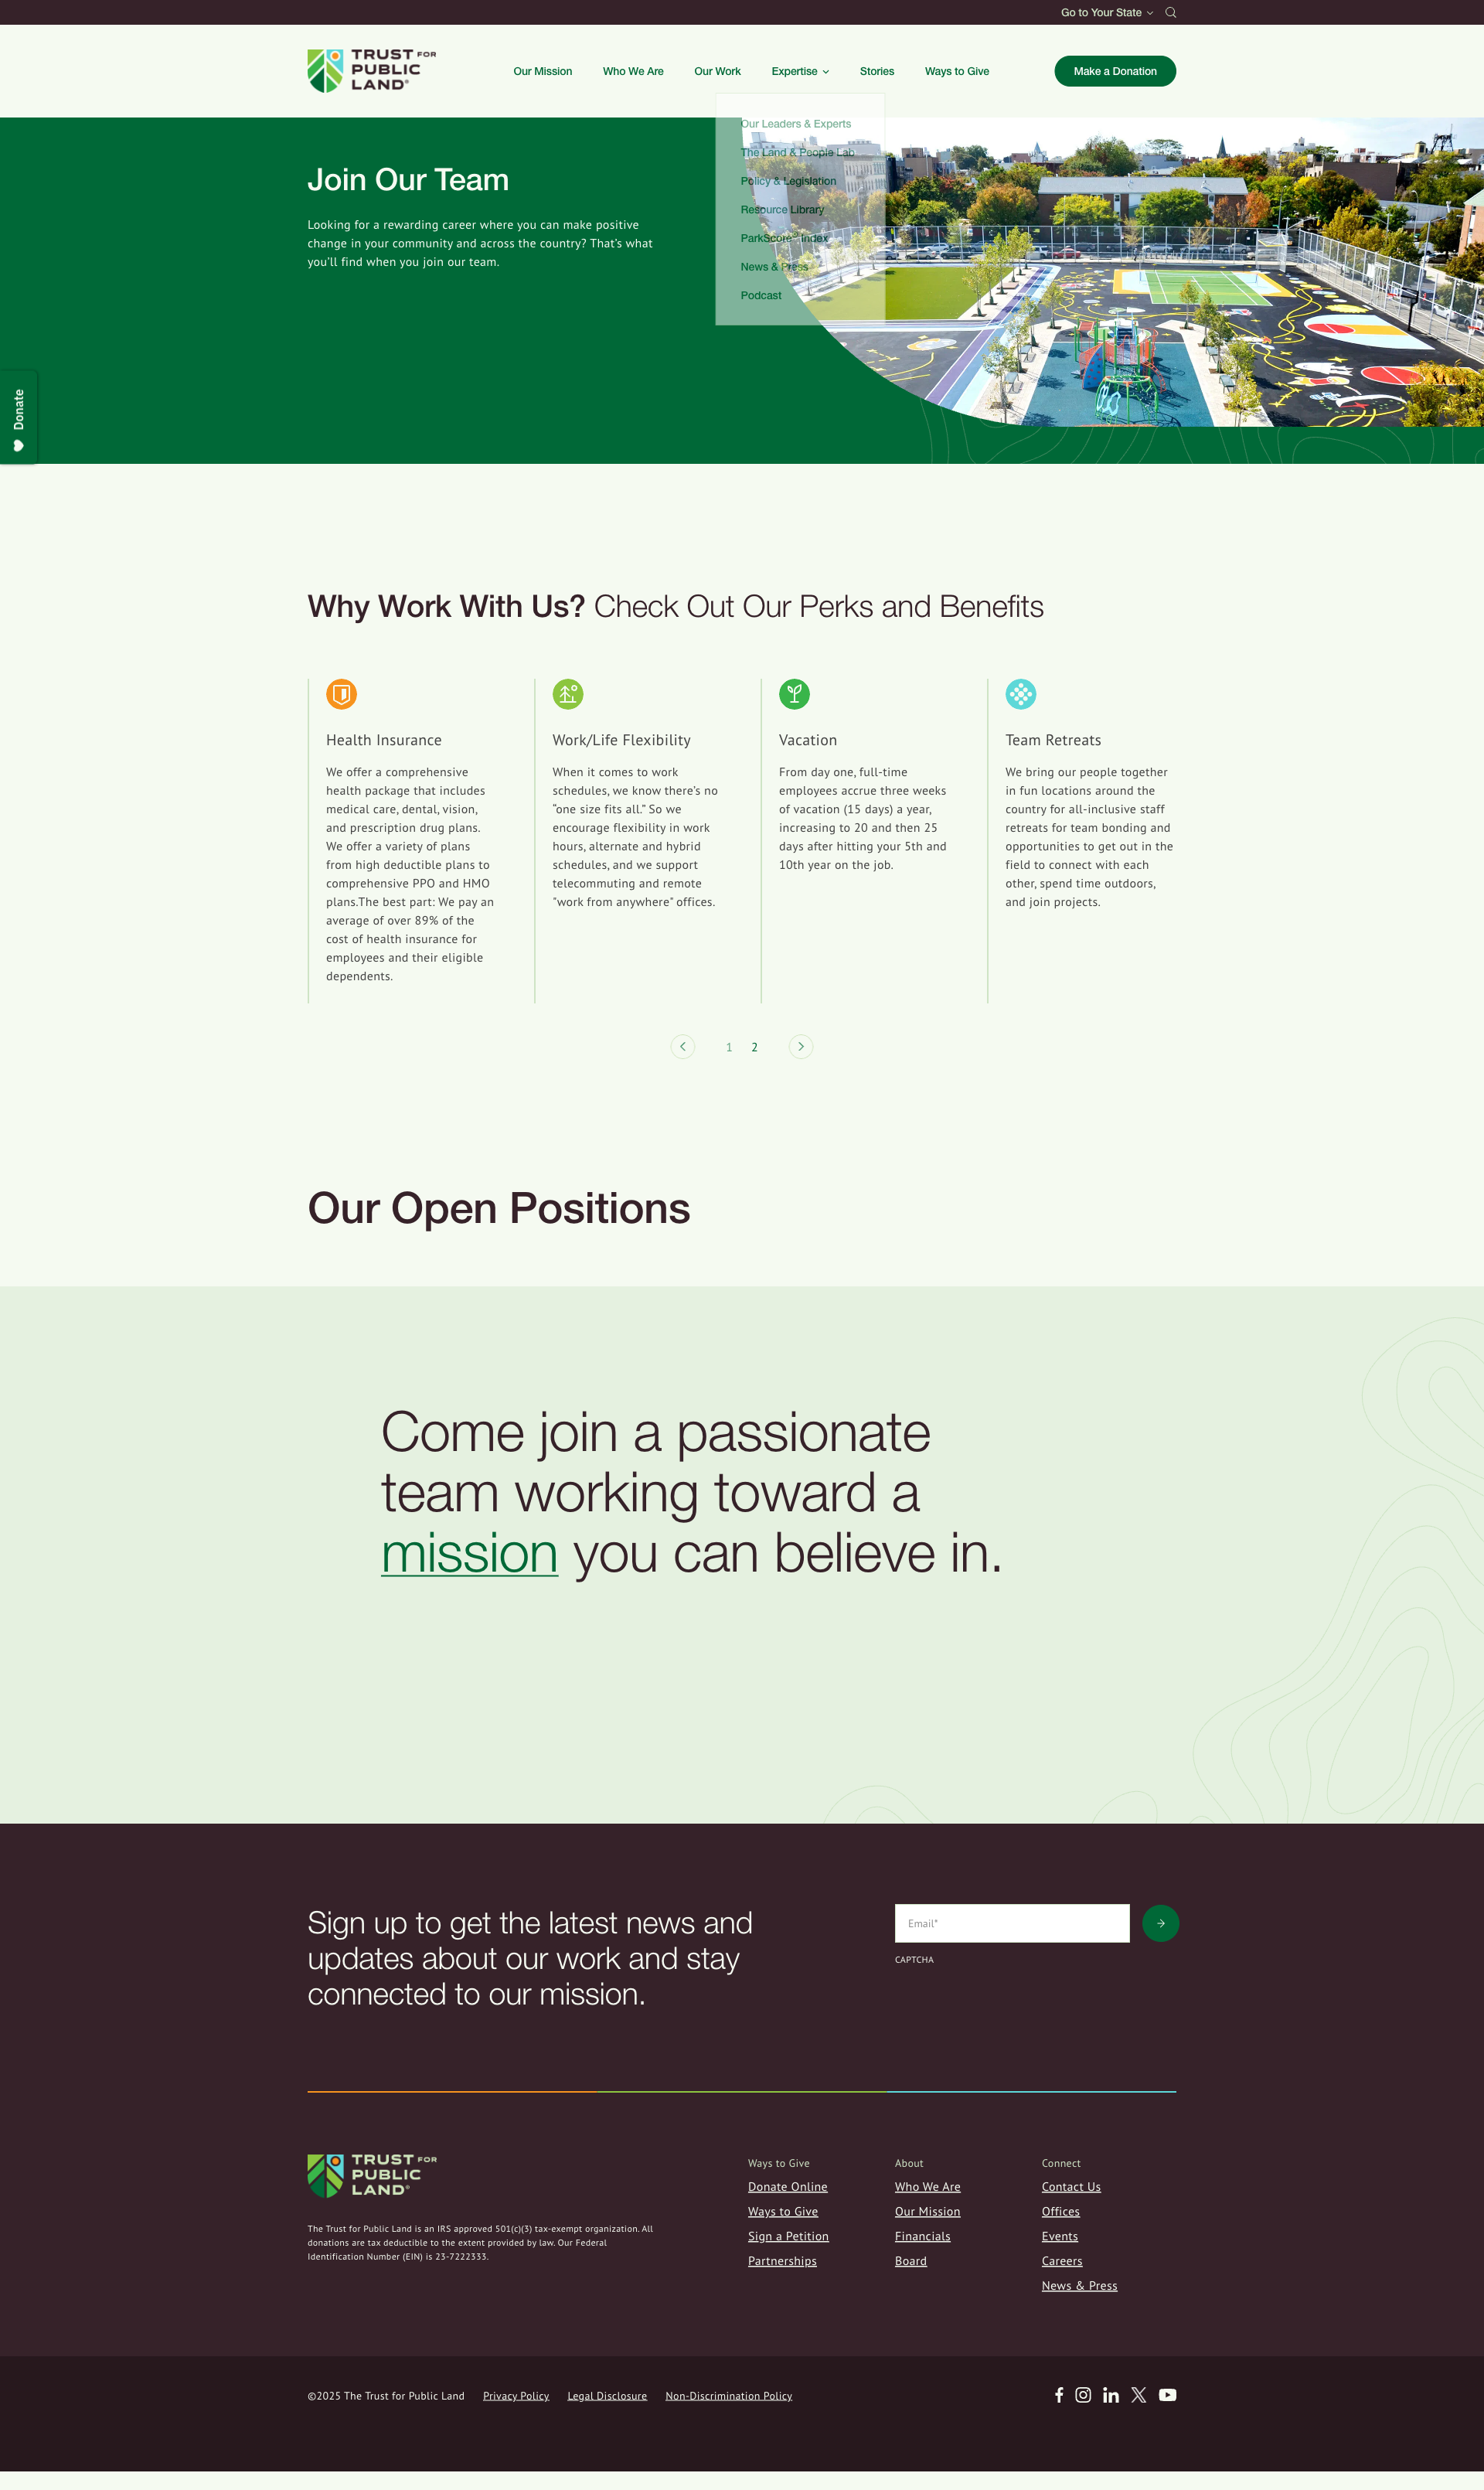 Go to Your State
TRUST FOR
PUBLIC
LAND®
Our Mission
Who We Are
Our Work
Expertise
Stories
Ways to Give
Make a Donation
Our Leaders & Experts
The Land & People Lab
Policy & Legislation
Resource Library
ParkScore® Index
News & Press
Podcast
Join Our Team
Looking for a rewarding career where you can make positive
change in your community and across the country? That’s what
you’ll find when you join our team.
Donate
Why Work With Us? Check Out Our Perks and Benefits
Health Insurance
We offer a comprehensive
health package that includes
medical care, dental, vision,
and prescription drug plans.
We offer a variety of plans
from high deductible plans to
comprehensive PPO and HMO
plans.The best part: We pay an
average of over 89% of the
cost of health insurance for
employees and their eligible
dependents.
Work/Life Flexibility
When it comes to work
schedules, we know there’s no
“one size fits all.” So we
encourage flexibility in work
hours, alternate and hybrid
schedules, and we support
telecommuting and remote
"work from anywhere" offices.
Vacation
From day one, full-time
employees accrue three weeks
of vacation (15 days) a year,
increasing to 20 and then 25
days after hitting your 5th and
10th year on the job.
Team Retreats
We bring our people together
in fun locations around the
country for all-inclusive staff
retreats for team bonding and
opportunities to get out in the
field to connect with each
other, spend time outdoors,
and join projects.
1 2
Our Open Positions
Come join a passionate
team working toward a
mission you can believe in.
Sign up to get the latest news and
updates about our work and stay
connected to our mission.
Email*
CAPTCHA
TRUST FOR
PUBLIC
LAND®
The Trust for Public Land is an IRS approved 501(c)(3) tax-exempt organization. All
donations are tax deductible to the extent provided by law. Our Federal
Identification Number (EIN) is 23-7222333.
Ways to Give
Donate Online
Ways to Give
Sign a Petition
Partnerships
About
Who We Are
Our Mission
Financials
Board
Connect
Contact Us
Offices
Events
Careers
News & Press
©2025 The Trust for Public Land
Privacy Policy
Legal Disclosure
Non-Discrimination Policy